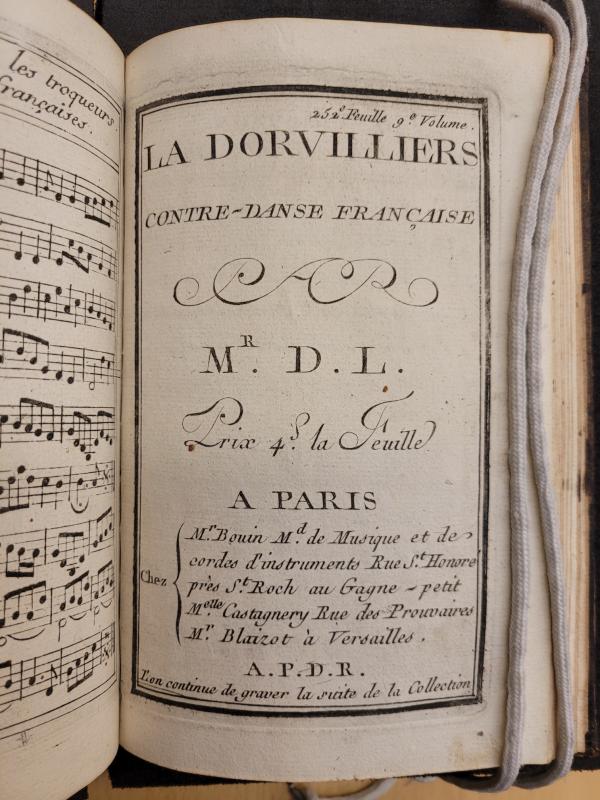 les troqueurs
françaises.
252.e Feuille 9.e Volume.
LA DORVILLIERS
CONTRE-DANSE FRANÇAISE
PAR
M.R D. L.
Prix 4.s la Feuille
A PARIS
Chez
M.r Bouin M.d de Musique et de
cordes d'instruments Rue S.t Honoré
près S.t Roch au Gagne-petit
M.elle Castagnery Rue des Prouvaires
M.r Blaizot à Versailles.
A.P.D.R.
L'on continue de graver la suite de la Collection